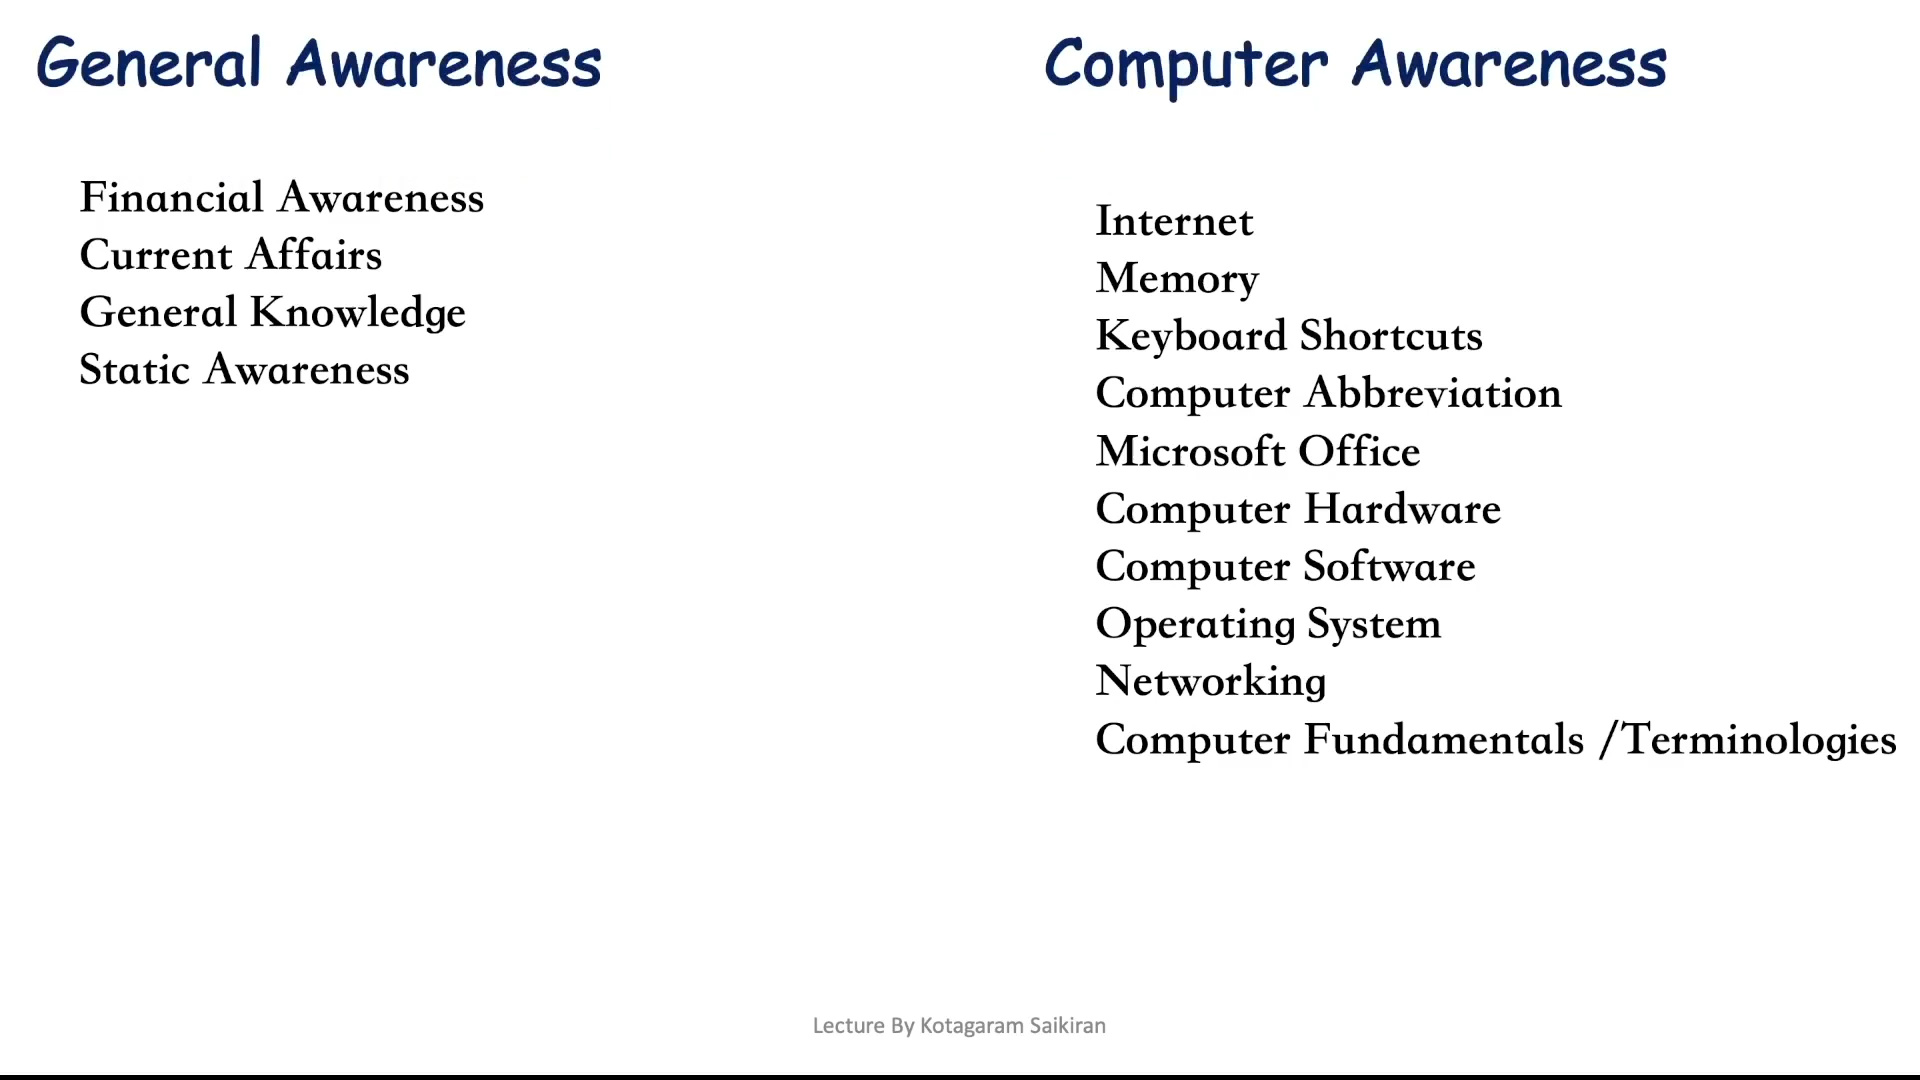 General Awareness
Financial Awareness
Current Affairs
General Knowledge
Static Awareness
Computer Awareness
Internet
Memory
Keyboard Shortcuts
Computer Abbreviation
Microsoft Office
Computer Hardware
Computer Software
Operating System
Networking
Computer Fundamentals /Terminologies
Lecture By Kotagaram Saikiran